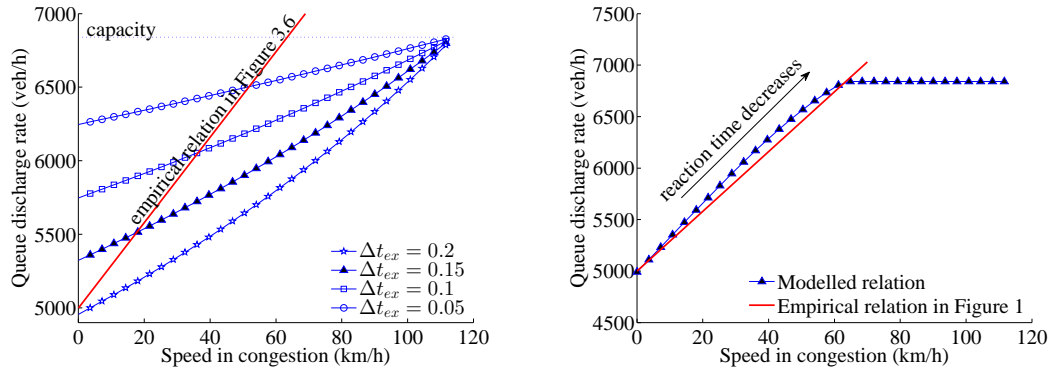 7000
6500
6000
5500
5000
Queue discharge rate (veh/h)
capacity
empirical relation in Figure 3.6
Δt_ex = 0.2
Δt_ex = 0.15
Δt_ex = 0.1
Δt_ex = 0.05
0 20 40 60 80 100 120
Speed in congestion (km/h)
7500
7000
6500
6000
5500
5000
4500
Queue discharge rate (veh/h)
reaction time decreases
Modelled relation
Empirical relation in Figure 1
0 20 40 60 80 100 120
Speed in congestion (km/h)